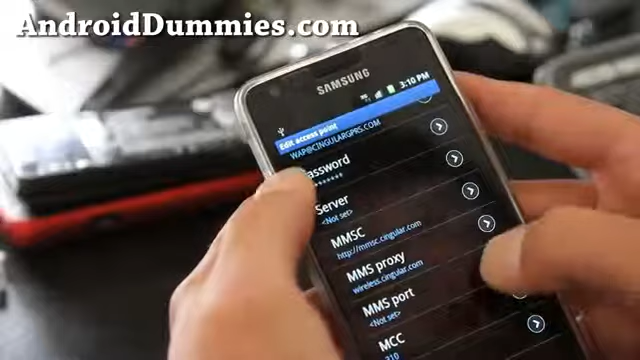 AndroidDummies.com
SAMSUNG
3:10 PM
Edit access point
WAP@CINGULARGPRS.COM
Password
********
Server
<Not set>
MMSC
http://mmsc.cingular.com
MMS proxy
wireless.cingular.com
MMS port
<Not set>
MCC
310